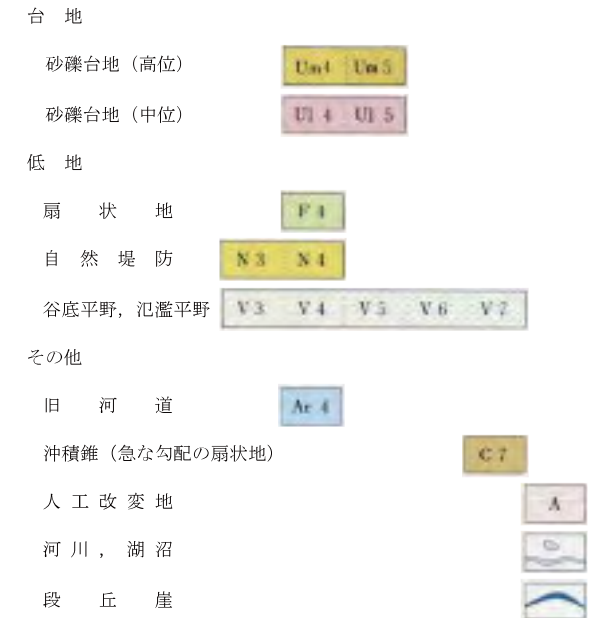 台 地
砂礫台地（高位） Um4 Um5
砂礫台地（中位） Ul 4 Ul 5
低 地
扇 状 地 F 4
自 然 堤 防 N 3 N 4
谷底平野，氾濫平野 V 3 V 4 V 5 V 6 V 7
その他
旧 河 道 Ar 4
沖積錐（急な勾配の扇状地） C 7
人 工 改 変 地 A
河 川 ， 湖 沼
段 丘 崖